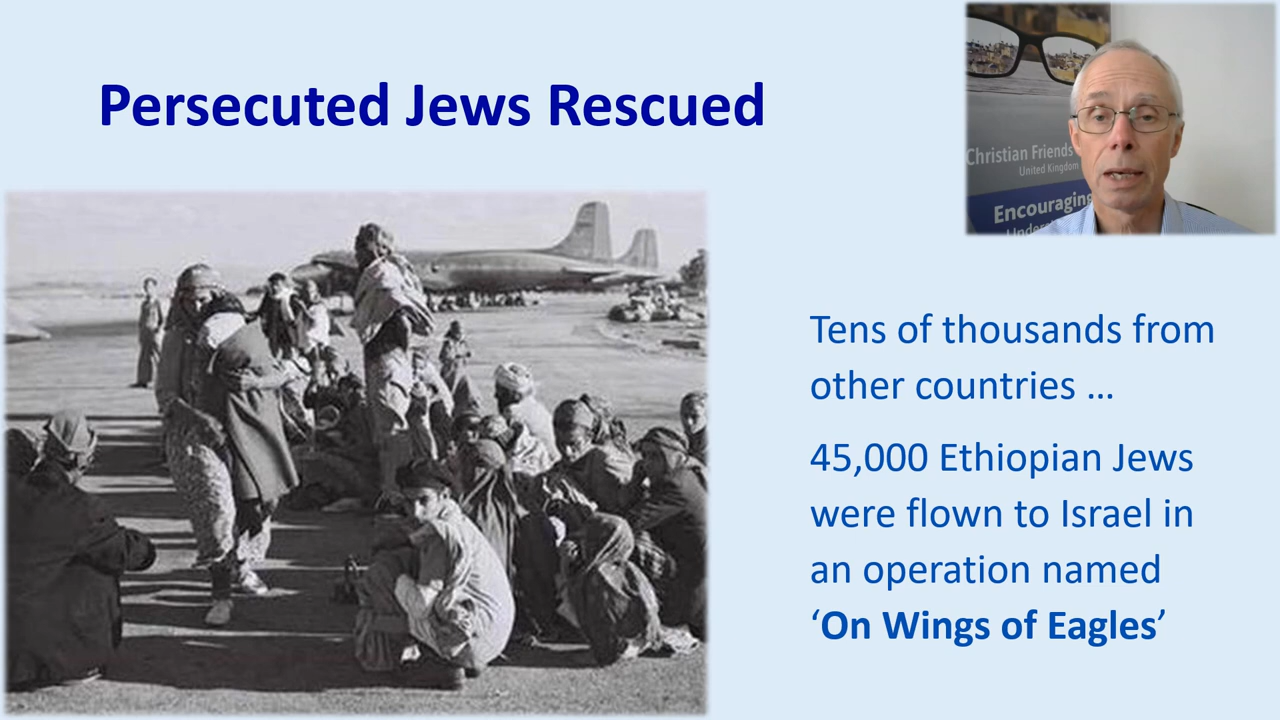 Persecuted Jews Rescued
Christian Friends
United Kingdom
Encouraging
Tens of thousands from
other countries …
45,000 Ethiopian Jews
were flown to Israel in
an operation named
‘On Wings of Eagles’